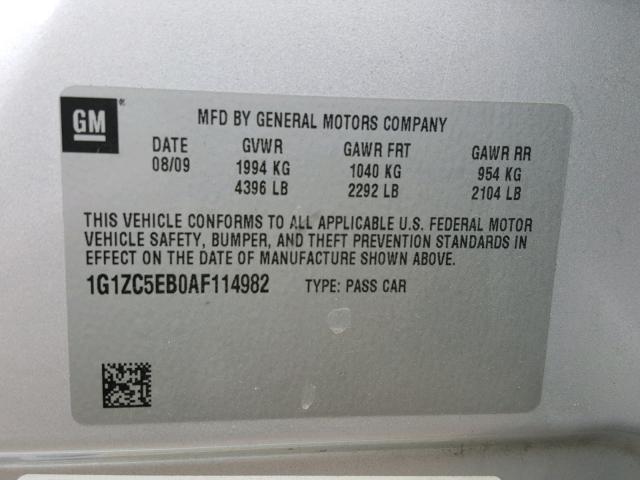 GM®
MFD BY GENERAL MOTORS COMPANY
DATE GVWR GAWR FRT GAWR RR
08/09 1994 KG 1040 KG 954 KG
4396 LB 2292 LB 2104 LB
THIS VEHICLE CONFORMS TO ALL APPLICABLE U.S. FEDERAL MOTOR
VEHICLE SAFETY, BUMPER, AND THEFT PREVENTION STANDARDS IN
EFFECT ON THE DATE OF MANUFACTURE SHOWN ABOVE.
1G1ZC5EB0AF114982 TYPE: PASS CAR